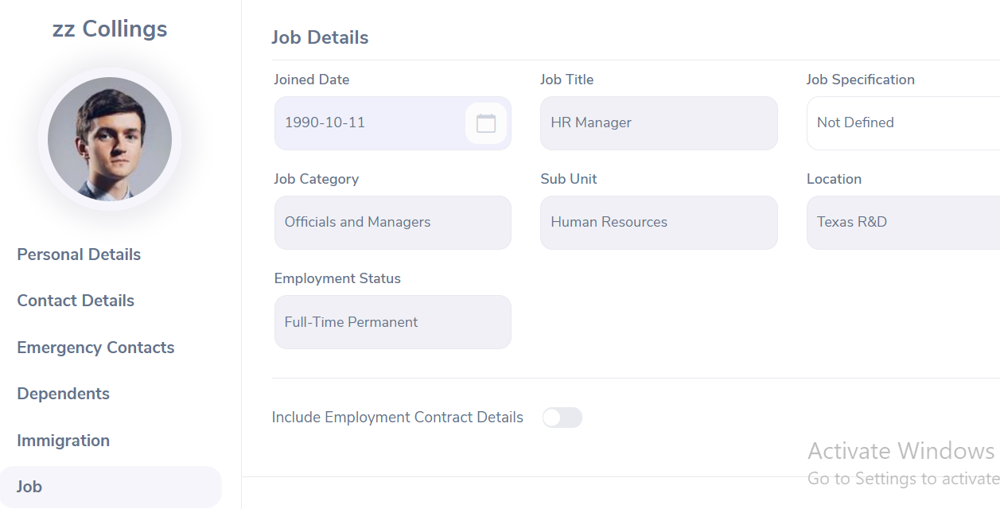 zz Collings
Personal Details
Contact Details
Emergency Contacts
Dependents
Immigration
Job
Job Details
Joined Date
Job Title
Job Specification
1990-10-11
HR Manager
Not Defined
Job Category
Sub Unit
Location
Officials and Managers
Human Resources
Texas R&D
Employment Status
Full-Time Permanent
Include Employment Contract Details
Activate Windows
Go to Settings to activate